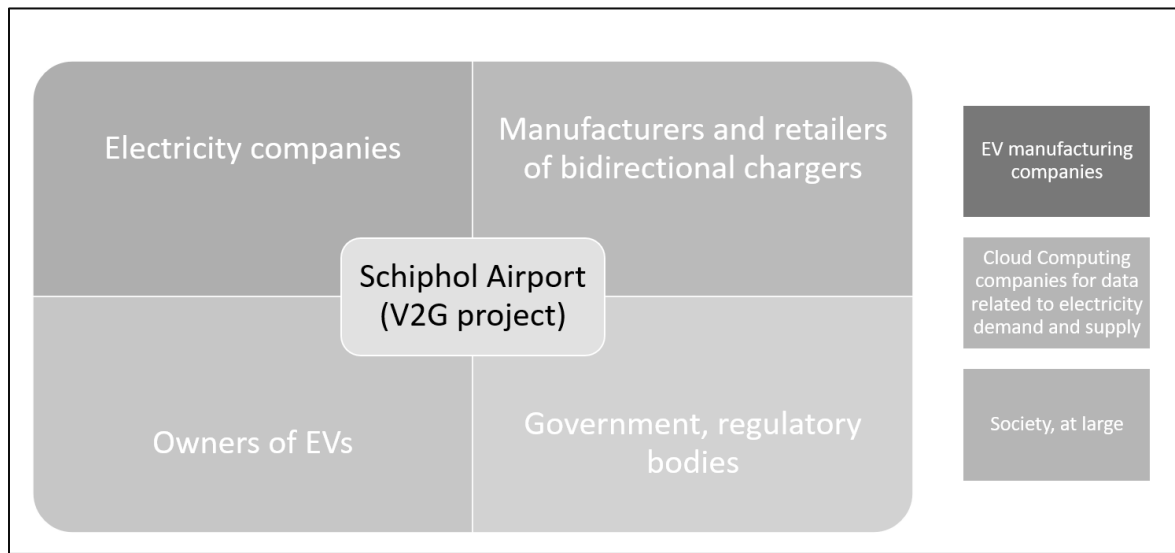 Electricity companies
Manufacturers and retailers
of bidirectional chargers
Schiphol Airport
(V2G project)
Owners of EVs
Government, regulatory
bodies
EV manufacturing
companies
Cloud Computing
companies for data
related to electricity
demand and supply
Society, at large